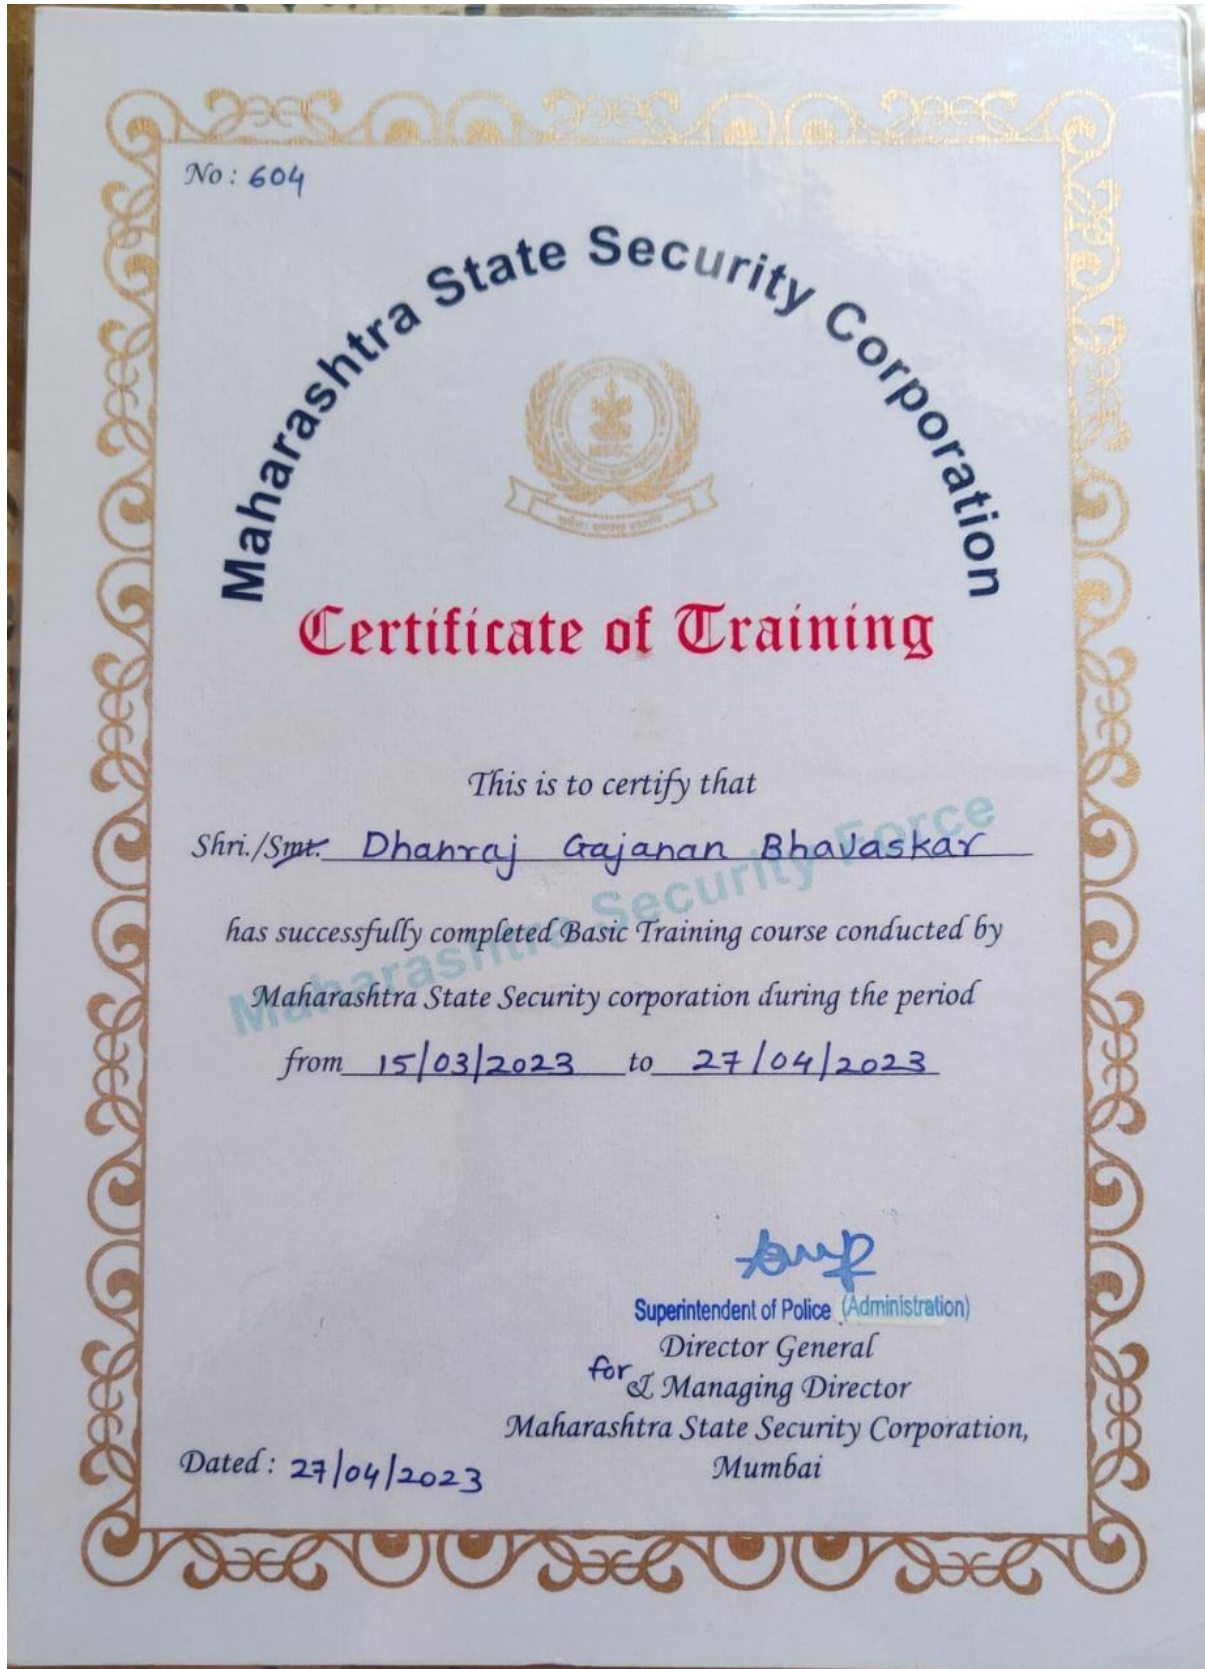 No : 604
Maharashtra State Security Corporation
MSSC
Certificate of Training
This is to certify that
Shri./Smt. Dhanraj Gajanan Bhavaskar
Maharashtra Security Force
has successfully completed Basic Training course conducted by
Maharashtra State Security corporation during the period
from 15/03/2023 to 27/04/2023
Superintendent of Police (Administration)
Director General
for & Managing Director
Maharashtra State Security Corporation,
Mumbai
Dated : 27/04/2023